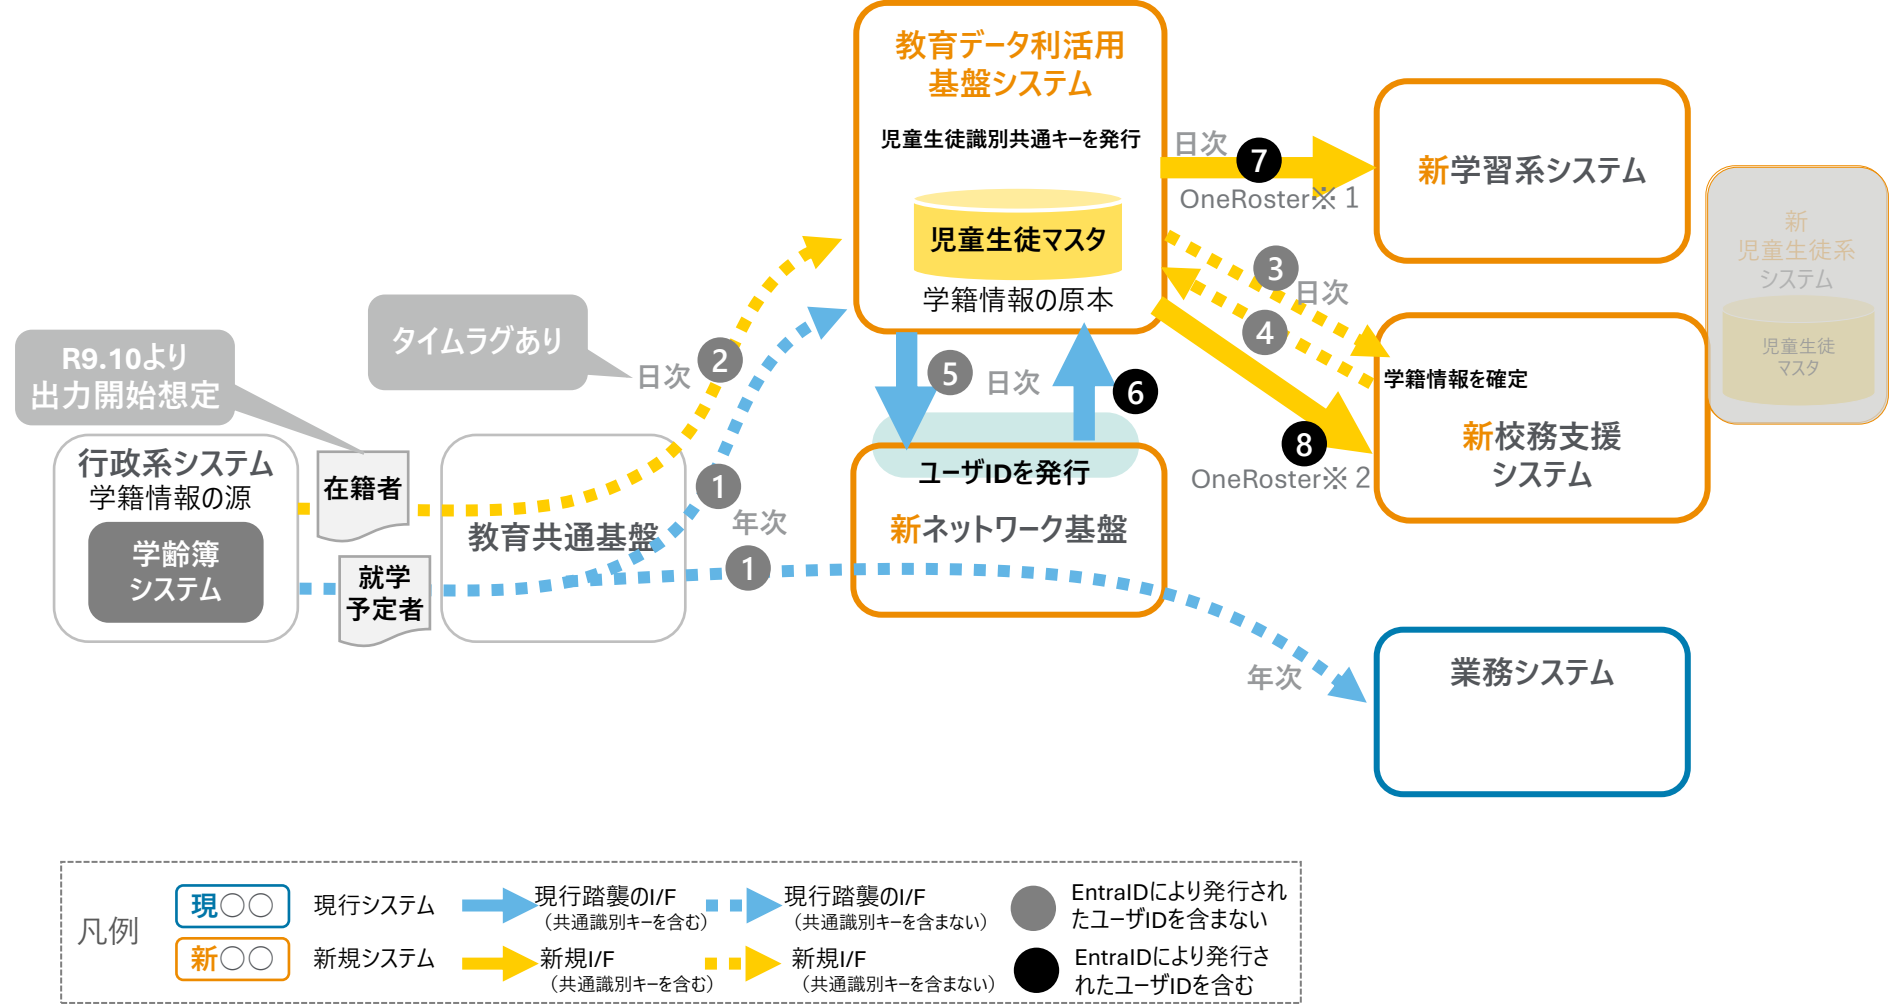 教育データ利活用
基盤システム
児童生徒識別共通キーを発行
児童生徒マスタ
学籍情報の原本
日次
7
OneRoster※１
新学習系システム
新
児童生徒系
システム
児童生徒
マスタ
3
日次
4
学籍情報を確定
新校務支援
システム
8
OneRoster※２
タイムラグあり
日次
2
R9.10より
出力開始想定
行政系システム
学籍情報の源
学齢簿
システム
在籍者
就学
予定者
教育共通基盤
1
年次
1
5
日次
6
ユーザIDを発行
新ネットワーク基盤
年次
業務システム
凡例
現○○
現行システム
現行踏襲のI/F
（共通識別キーを含む）
現行踏襲のI/F
（共通識別キーを含まない）
EntraIDにより発行され
たユーザIDを含まない
新○○
新規システム
新規I/F
（共通識別キーを含む）
新規I/F
（共通識別キーを含まない）
EntraIDにより発行さ
れたユーザIDを含む